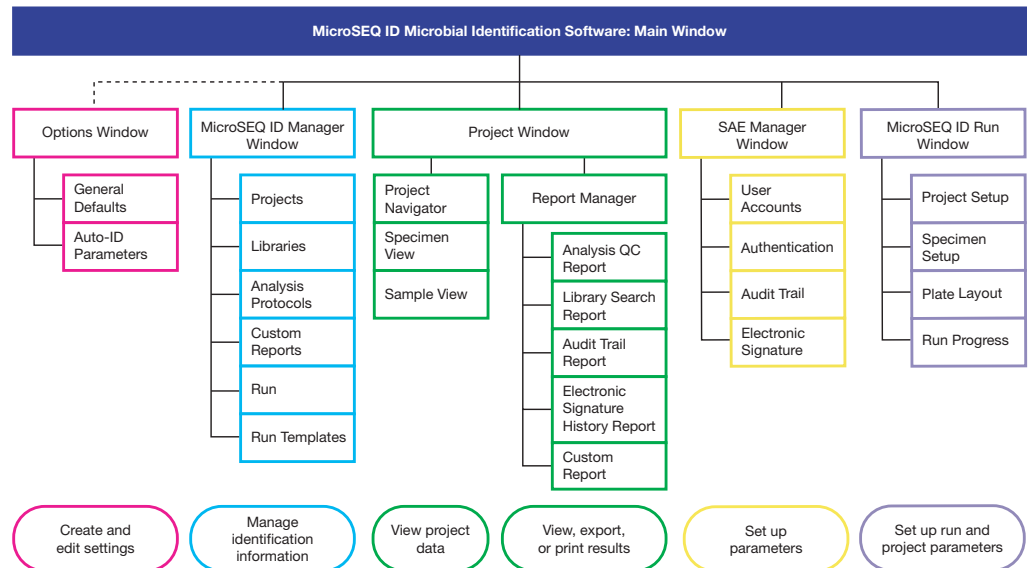 MicroSEQ ID Microbial Identification Software: Main Window
Options Window
General
Defaults
Auto-ID
Parameters
MicroSEQ ID Manager
Window
Projects
Libraries
Analysis
Protocols
Custom
Reports
Run
Run Templates
Project Window
Project
Navigator
Specimen
View
Sample View
Report Manager
Analysis QC
Report
Library Search
Report
Audit Trail
Report
Electronic
Signature
History Report
Custom
Report
SAE Manager
Window
User
Accounts
Authentication
Audit Trail
Electronic
Signature
MicroSEQ ID Run
Window
Project Setup
Specimen
Setup
Plate Layout
Run Progress
Create and
edit settings
Manage
identification
information
View project
data
View, export,
or print results
Set up
parameters
Set up run and
project parameters